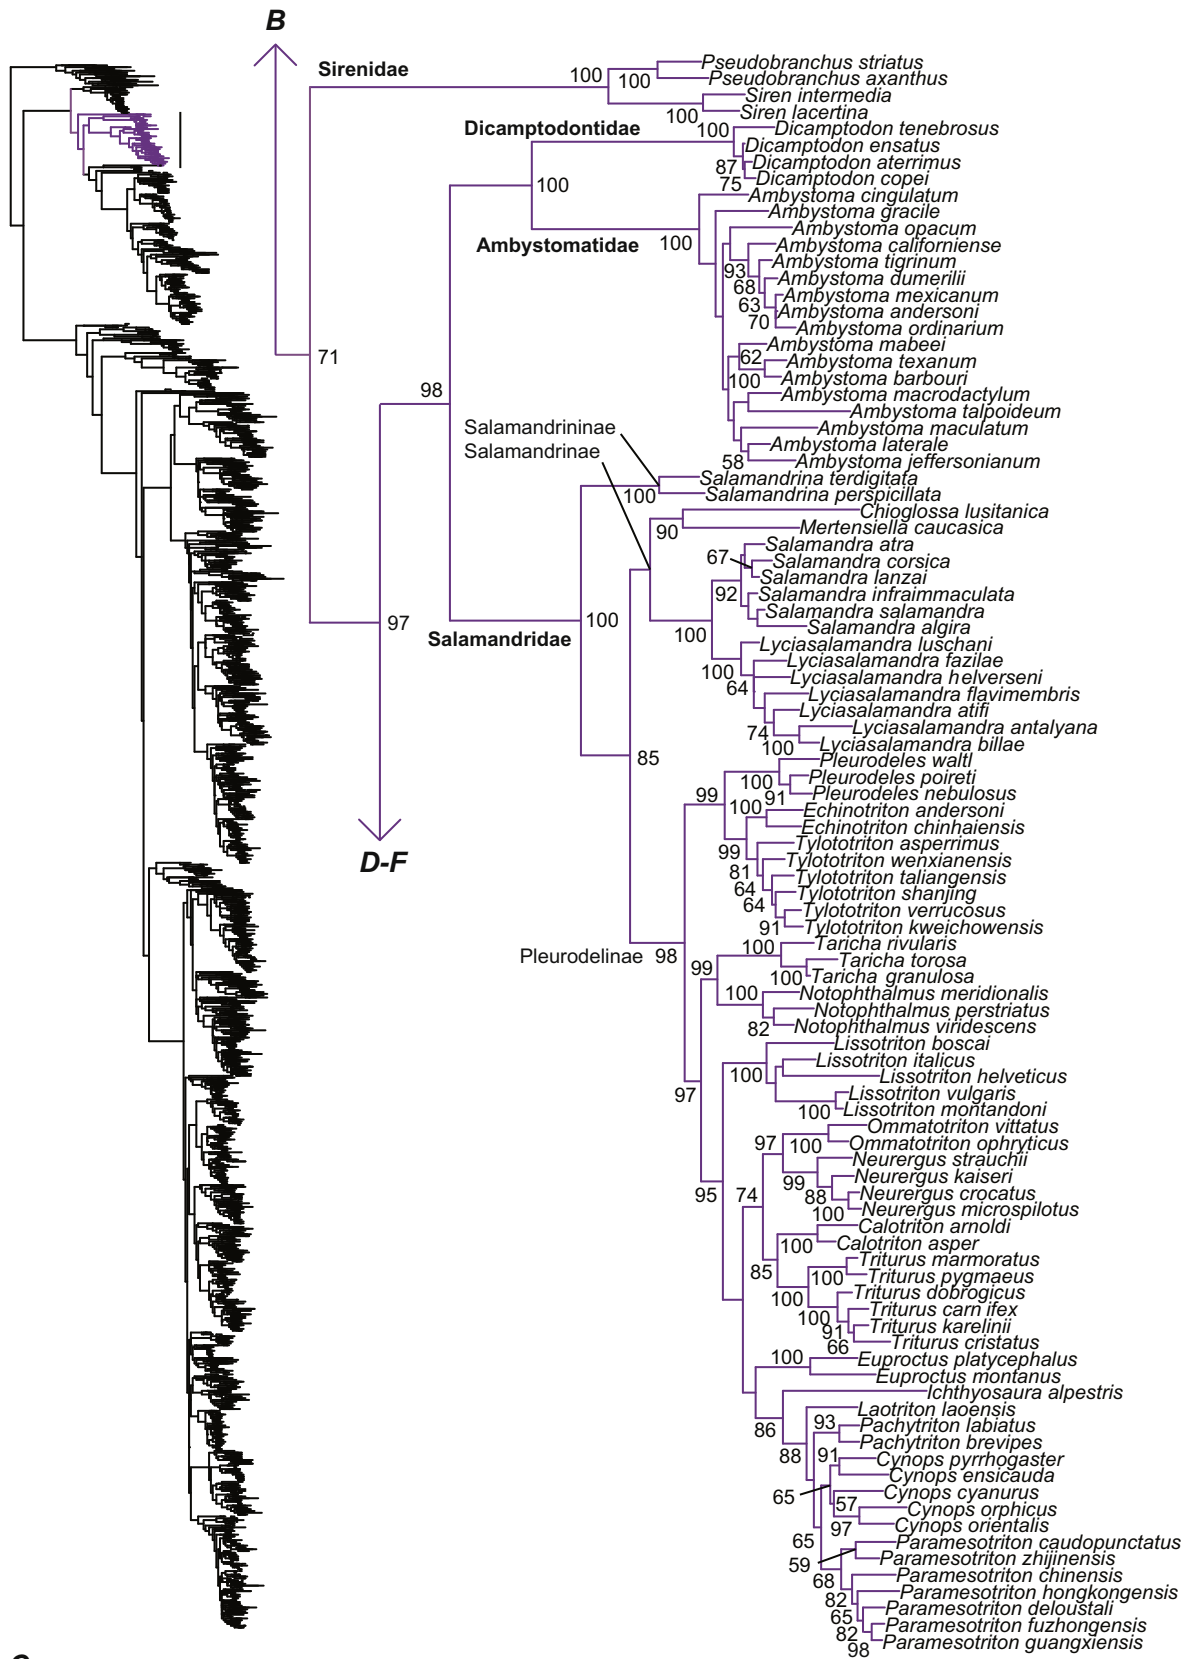 B
Sirenidae
100
100
100
Pseudobranchus striatus
Pseudobranchus axanthus
Siren intermedia
Siren lacertina
Dicamptodontidae
100
Dicamptodon tenebrosus
Dicamptodon ensatus
87
Dicamptodon aterrimus
75
Dicamptodon copei
100
Ambystomatidae
100
Ambystoma cingulatum
Ambystoma gracile
Ambystoma opacum
Ambystoma californiense
93
Ambystoma tigrinum
68
Ambystoma dumerilii
63
Ambystoma mexicanum
70
Ambystoma andersoni
Ambystoma ordinarium
Ambystoma mabeei
62
Ambystoma texanum
100
Ambystoma barbouri
Ambystoma macrodactylum
Ambystoma talpoideum
Ambystoma maculatum
Ambystoma laterale
58
Ambystoma jeffersonianum
71
98
Salamandrininae
Salamandrinae
100
Salamandrina terdigitata
Salamandrina perspicillata
Chioglossa lusitanica
90
Mertensiella caucasica
Salamandra atra
67
Salamandra corsica
Salamandra lanzai
92
Salamandra infraimmaculata
Salamandra salamandra
Salamandra algira
97
Salamandridae
100
100
Lyciasalamandra luschani
100
Lyciasalamandra fazilae
64
Lyciasalamandra helverseni
Lyciasalamandra flavimembris
Lyciasalamandra atifi
74
Lyciasalamandra antalyana
100
Lyciasalamandra billae
85
Pleurodeles waltl
100
Pleurodeles poireti
91
Pleurodeles nebulosus
99
100
Echinotriton andersoni
Echinotriton chinhaiensis
99
Tylototriton asperrimus
81
Tylototriton wenxianensis
64
Tylototriton taliangensis
64
Tylototriton shanjing
Tylototriton verrucosus
91
Tylototriton kweichowensis
D-F
Pleurodelinae
98
99
100
Taricha rivularis
Taricha torosa
100
Taricha granulosa
100
Notophthalmus meridionalis
Notophthalmus perstriatus
82
Notophthalmus viridescens
97
Lissotriton boscai
100
Lissotriton italicus
Lissotriton helveticus
Lissotriton vulgaris
100
Lissotriton montandoni
95
74
97
100
Ommatotriton vittatus
Ommatotriton ophryticus
99
Neurergus strauchii
88
Neurergus kaiseri
Neurergus crocatus
100
Neurergus microspilotus
Calotriton arnoldi
100
Calotriton asper
85
Triturus marmoratus
100
Triturus pygmaeus
100
Triturus dobrogicus
100
Triturus carn ifex
91
Triturus karelinii
66
Triturus cristatus
100
Euproctus platycephalus
Euproctus montanus
Ichthyosaura alpestris
86
Laotriton laoensis
93
Pachytriton labiatus
88
Pachytriton brevipes
91
Cynops pyrrhogaster
Cynops ensicauda
65
Cynops cyanurus
57
Cynops orphicus
97
Cynops orientalis
65
Paramesotriton caudopunctatus
59
Paramesotriton zhijinensis
68
Paramesotriton chinensis
82
Paramesotriton hongkongensis
65
Paramesotriton deloustali
82
Paramesotriton fuzhongensis
98
Paramesotriton guangxiensis